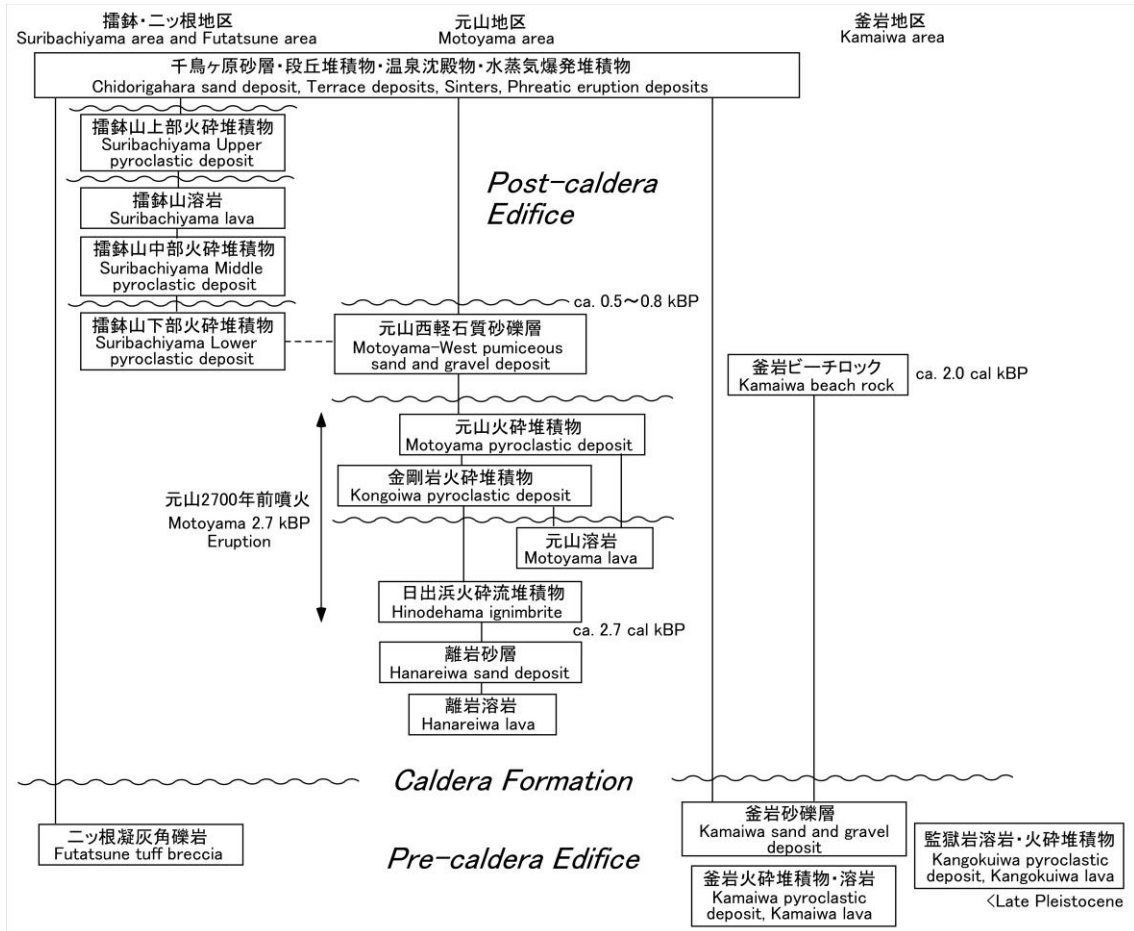 擂鉢・二ッ根地区
Suribachiyama area and Futatsune area
元山地区
Motoyama area
釜岩地区
Kamaiwa area
千鳥ヶ原砂層・段丘堆積物・温泉沈殿物・水蒸気爆発堆積物
Chidorigahara sand deposit, Terrace deposits, Sinters, Phreatic eruption deposits
擂鉢山上部火砕堆積物
Suribachiyama Upper
pyroclastic deposit
擂鉢山溶岩
Suribachiyama lava
擂鉢山中部火砕堆積物
Suribachiyama Middle
pyroclastic deposit
擂鉢山下部火砕堆積物
Suribachiyama Lower
pyroclastic deposit
Post-caldera
Edifice
ca. 0.5～0.8 kBP
元山西軽石質砂礫層
Motoyama-West pumiceous
sand and gravel deposit
釜岩ビーチロック
Kamaiwa beach rock
ca. 2.0 cal kBP
元山火砕堆積物
Motoyama pyroclastic deposit
金剛岩火砕堆積物
Kongoiwa pyroclastic deposit
元山2700年前噴火
Motoyama 2.7 kBP
Eruption
元山溶岩
Motoyama lava
日出浜火砕流堆積物
Hinodehama ignimbrite
ca. 2.7 cal kBP
離岩砂層
Hanareiwa sand deposit
離岩溶岩
Hanareiwa lava
Caldera Formation
Pre-caldera Edifice
二ッ根凝灰角礫岩
Futatsune tuff breccia
釜岩砂礫層
Kamaiwa sand and gravel
deposit
釜岩火砕堆積物・溶岩
Kamaiwa pyroclastic
deposit, Kamaiwa lava
監獄岩溶岩・火砕堆積物
Kangokuiwa pyroclastic
deposit, Kangokuiwa lava
<Late Pleistocene